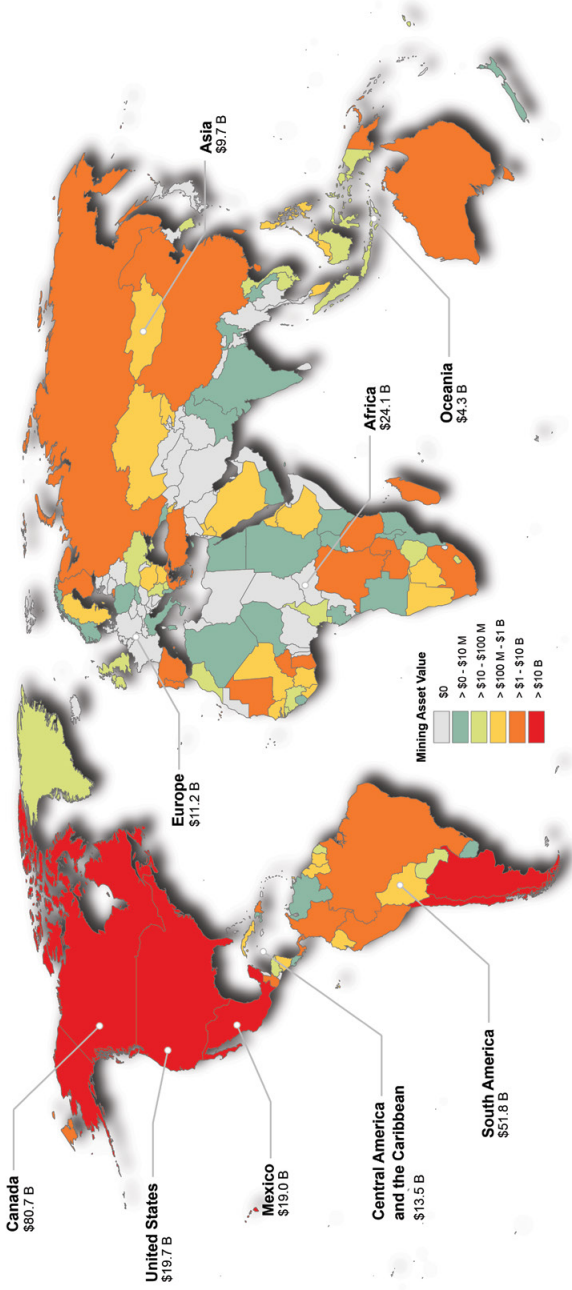 Canada
$80.7 B
United States
$19.7 B
Mexico
$19.0 B
Central America
and the Caribbean
$13.5 B
South America
$51.8 B
Europe
$11.2 B
Africa
$24.1 B
Asia
$9.7 B
Oceania
$4.3 B
Mining Asset Value
$0
> $0 - $10 M
> $10 - $100 M
> $100 M - $1 B
> $1 - $10 B
> $10 B